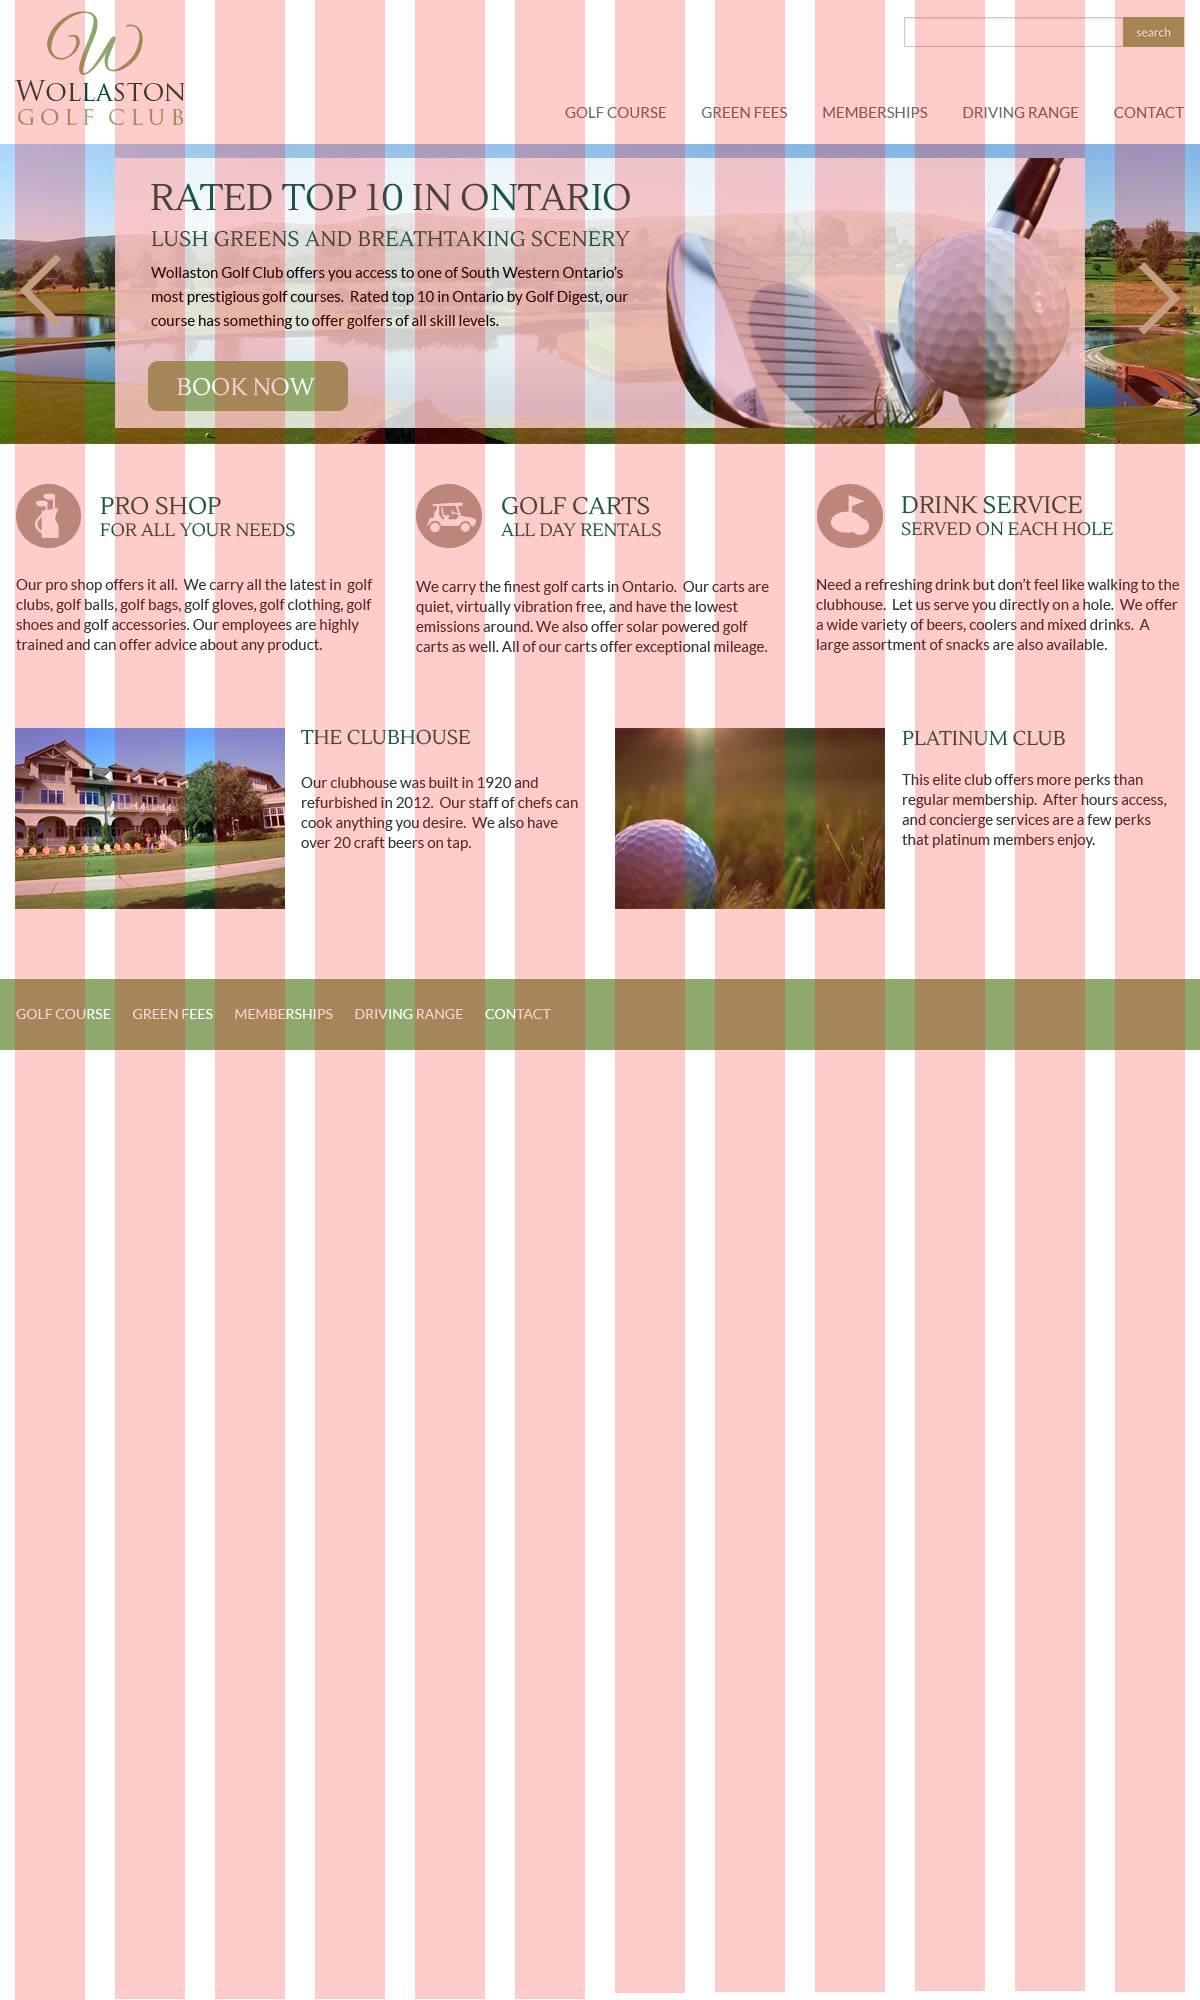 W
WOLLASTON
GOLF CLUB
search
GOLF COURSE GREEN FEES MEMBERSHIPS DRIVING RANGE CONTACT
RATED TOP 10 IN ONTARIO
LUSH GREENS AND BREATHTAKING SCENERY
Wollaston Golf Club offers you access to one of South Western Ontario's
most prestigious golf courses. Rated top 10 in Ontario by Golf Digest, our
course has something to offer golfers of all skill levels.
BOOK NOW
PRO SHOP
FOR ALL YOUR NEEDS
Our pro shop offers it all. We carry all the latest in golf
clubs, golf balls, golf bags, golf gloves, golf clothing, golf
shoes and golf accessories. Our employees are highly
trained and can offer advice about any product.
GOLF CARTS
ALL DAY RENTALS
We carry the finest golf carts in Ontario. Our carts are
quiet, virtually vibration free, and have the lowest
emissions around. We also offer solar powered golf
carts as well. All of our carts offer exceptional mileage.
DRINK SERVICE
SERVED ON EACH HOLE
Need a refreshing drink but don't feel like walking to the
clubhouse. Let us serve you directly on a hole. We offer
a wide variety of beers, coolers and mixed drinks. A
large assortment of snacks are also available.
THE CLUBHOUSE
Our clubhouse was built in 1920 and
refurbished in 2012. Our staff of chefs can
cook anything you desire. We also have
over 20 craft beers on tap.
PLATINUM CLUB
This elite club offers more perks than
regular membership. After hours access,
and concierge services are a few perks
that platinum members enjoy.
GOLF COURSE GREEN FEES MEMBERSHIPS DRIVING RANGE CONTACT